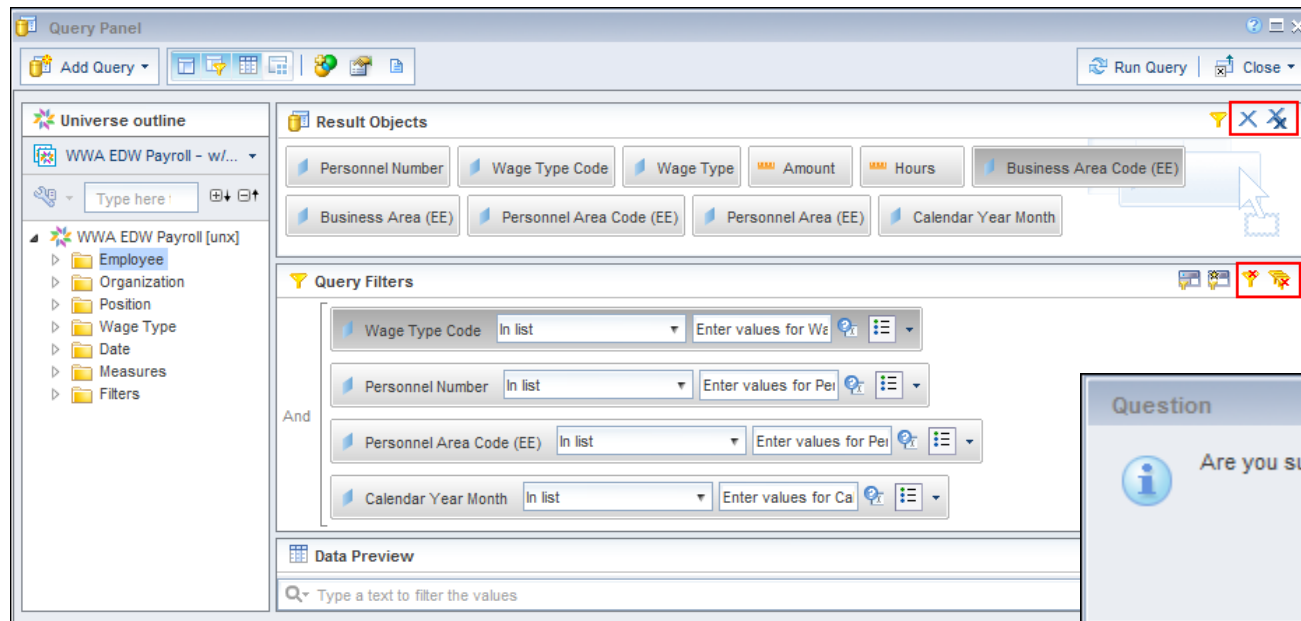 Query Panel
Add Query
Run Query
Close
Universe outline
WWA EDW Payroll - w/...
Type here
WWA EDW Payroll [unx]
Employee
Organization
Position
Wage Type
Date
Measures
Filters
Result Objects
Personnel Number Wage Type Code Wage Type Amount Hours Business Area Code (EE)
Business Area (EE) Personnel Area Code (EE) Personnel Area (EE) Calendar Year Month
Query Filters
And
Wage Type Code In list Enter values for Wa
Personnel Number In list Enter values for Per
Personnel Area Code (EE) In list Enter values for Per
Calendar Year Month In list Enter values for Ca
Data Preview
Type a text to filter the values
Question
Are you su